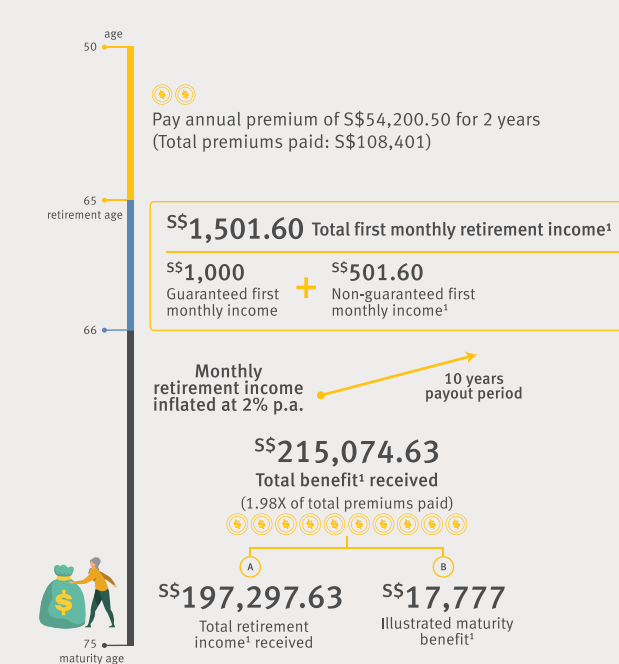 age
50
Pay annual premium of S$54,200.50 for 2 years
(Total premiums paid: S$108,401)
65
retirement age
S$1,501.60 Total first monthly retirement income¹
S$1,000
Guaranteed first
monthly income
+
S$501.60
Non-guaranteed first
monthly income¹
66
Monthly
retirement income
inflated at 2% p.a.
10 years
payout period
S$215,074.63
Total benefit¹ received
(1.98X of total premiums paid)
A
S$197,297.63
Total retirement
income¹ received
B
S$17,777
Illustrated maturity
benefit¹
75
maturity age